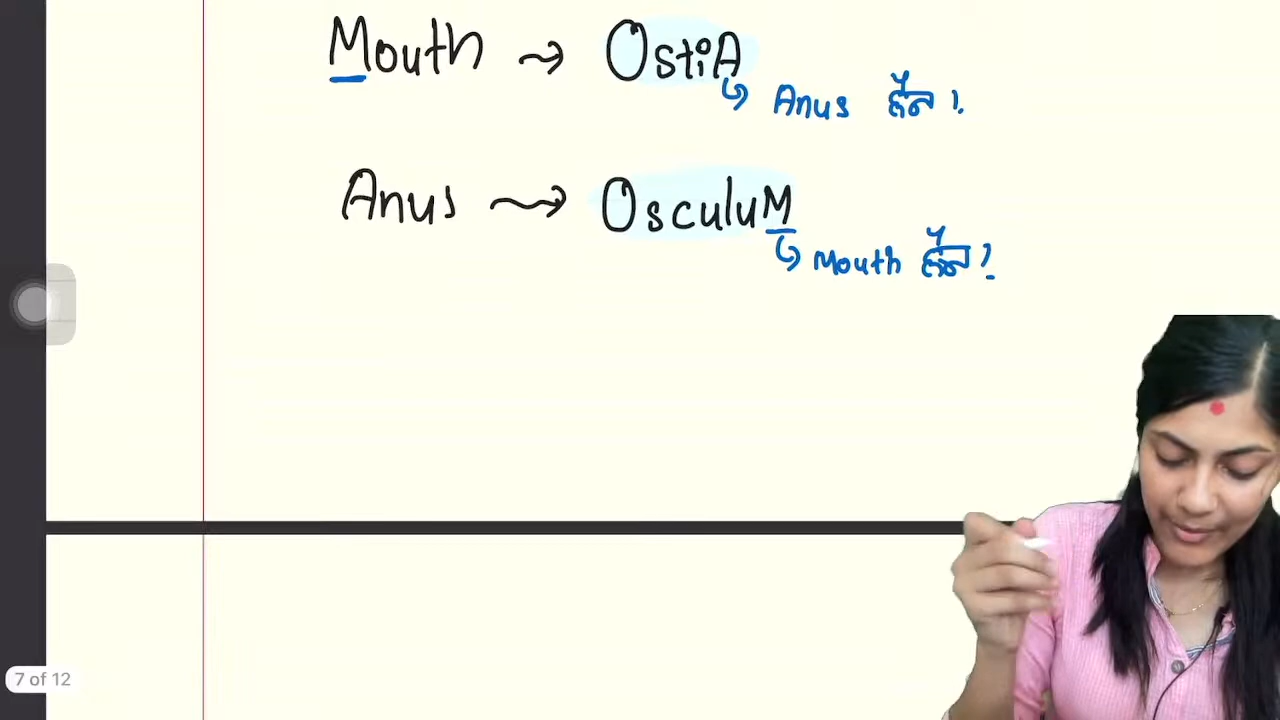 Mouth → OstiA
↳ Anus हैन !
Anus → OsculuM
↳ Mouth हैन !
7 of 12